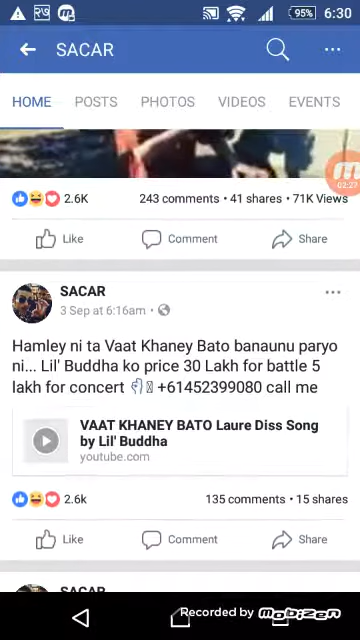 95% 6:30
SACAR
HOME POSTS PHOTOS VIDEOS EVENTS
02:27
2.6K 243 comments • 41 shares • 71K Views
Like Comment Share
SACAR
3 Sep at 6:16am •
Hamley ni ta Vaat Khaney Bato banaunu paryo
ni... Lil' Buddha ko price 30 Lakh for battle 5
lakh for concert +61452399080 call me
VAAT KHANEY BATO Laure Diss Song
by Lil' Buddha
youtube.com
2.6k 135 comments • 15 shares
Like Comment Share
SACAR
Recorded by mobizen